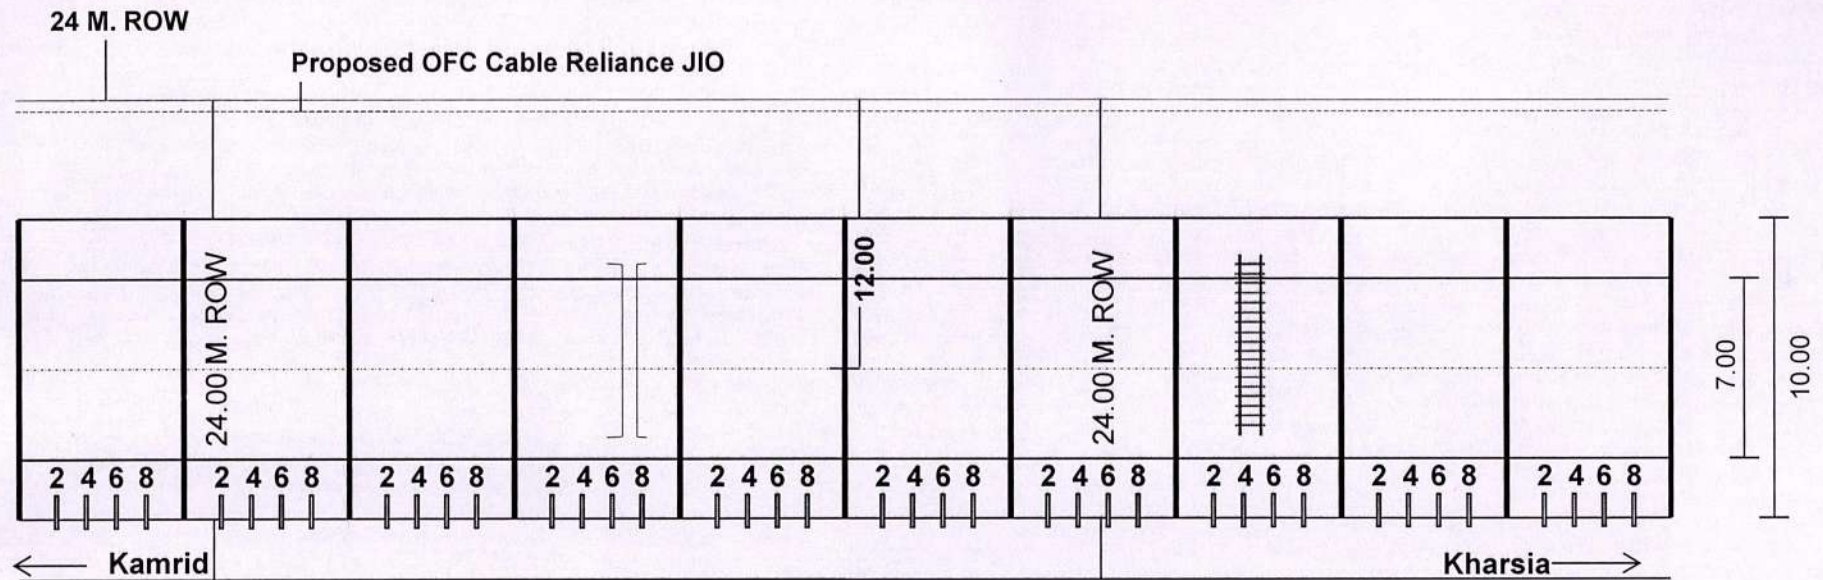 24 M. ROW
Proposed OFC Cable Reliance JIO
24.00 M. ROW
12.00
24.00 M. ROW
7.00
10.00
2 4 6 8 2 4 6 8 2 4 6 8 2 4 6 8 2 4 6 8 2 4 6 8 2 4 6 8 2 4 6 8 2 4 6 8 2 4 6 8
Kamrid Kharsia